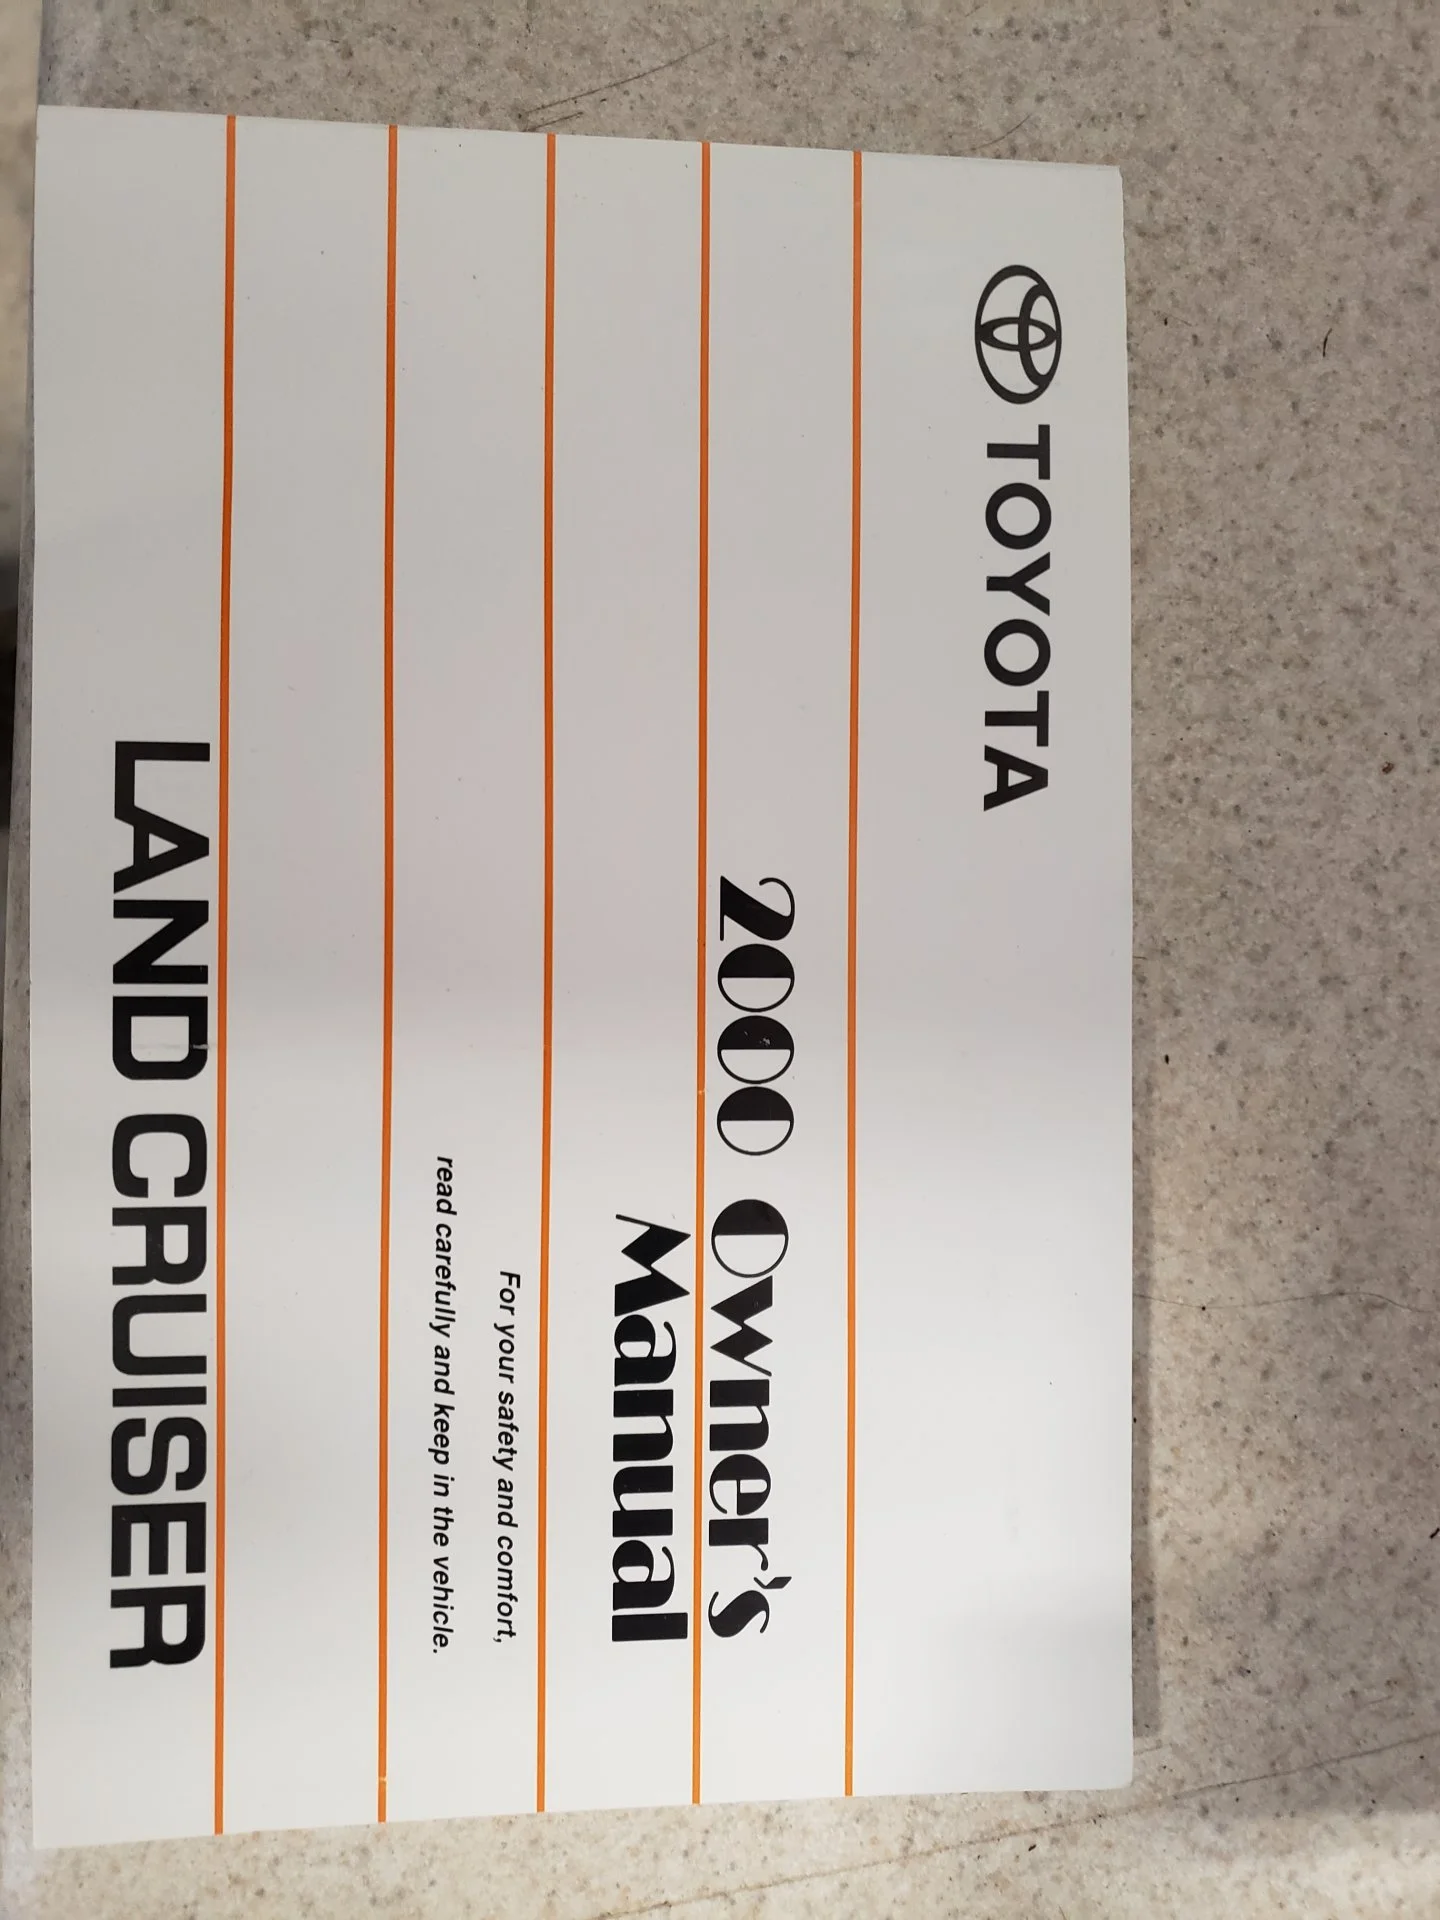 TOYOTA
2000 Owner's
Manual
For your safety and comfort,
read carefully and keep in the vehicle.
LAND CRUISER